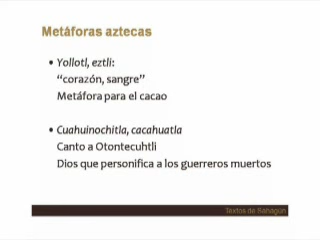 Metáforas aztecas
• Yollotl, eztli:
“corazón, sangre”
Metáfora para el cacao
• Cuahuinochitla, cacahuatla
Canto a Otontecuhtli
Dios que personifica a los guerreros muertos
Textos de Sahagún